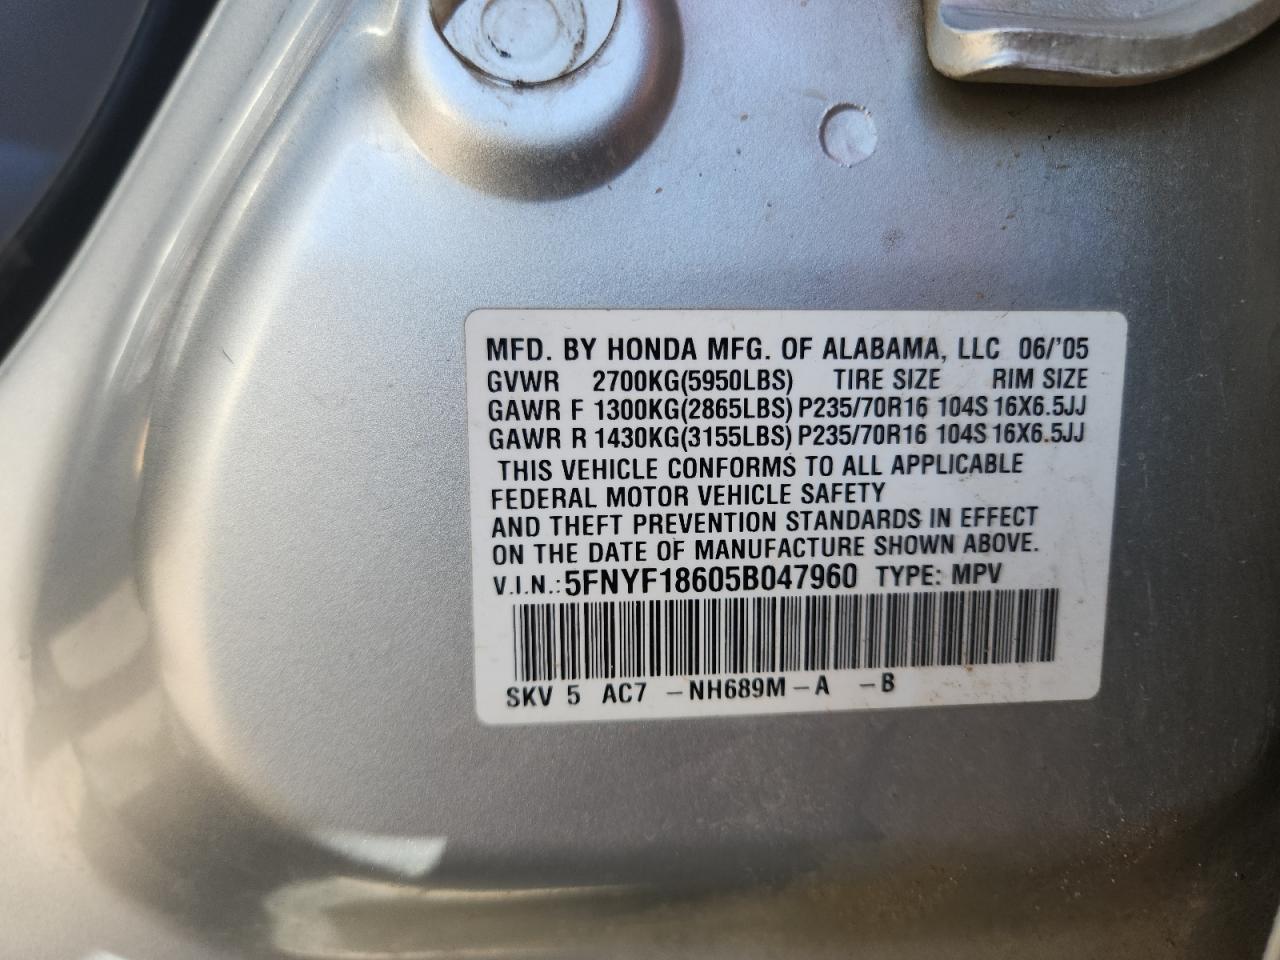 MFD. BY HONDA MFG. OF ALABAMA, LLC 06/'05
GVWR 2700KG(5950LBS) TIRE SIZE RIM SIZE
GAWR F 1300KG(2865LBS) P235/70R16 104S 16X6.5JJ
GAWR R 1430KG(3155LBS) P235/70R16 104S 16X6.5JJ
THIS VEHICLE CONFORMS TO ALL APPLICABLE
FEDERAL MOTOR VEHICLE SAFETY
AND THEFT PREVENTION STANDARDS IN EFFECT
ON THE DATE OF MANUFACTURE SHOWN ABOVE.
V.I.N.: 5FNYF18605B047960 TYPE: MPV
SKV 5 AC7 -NH689M-A -B